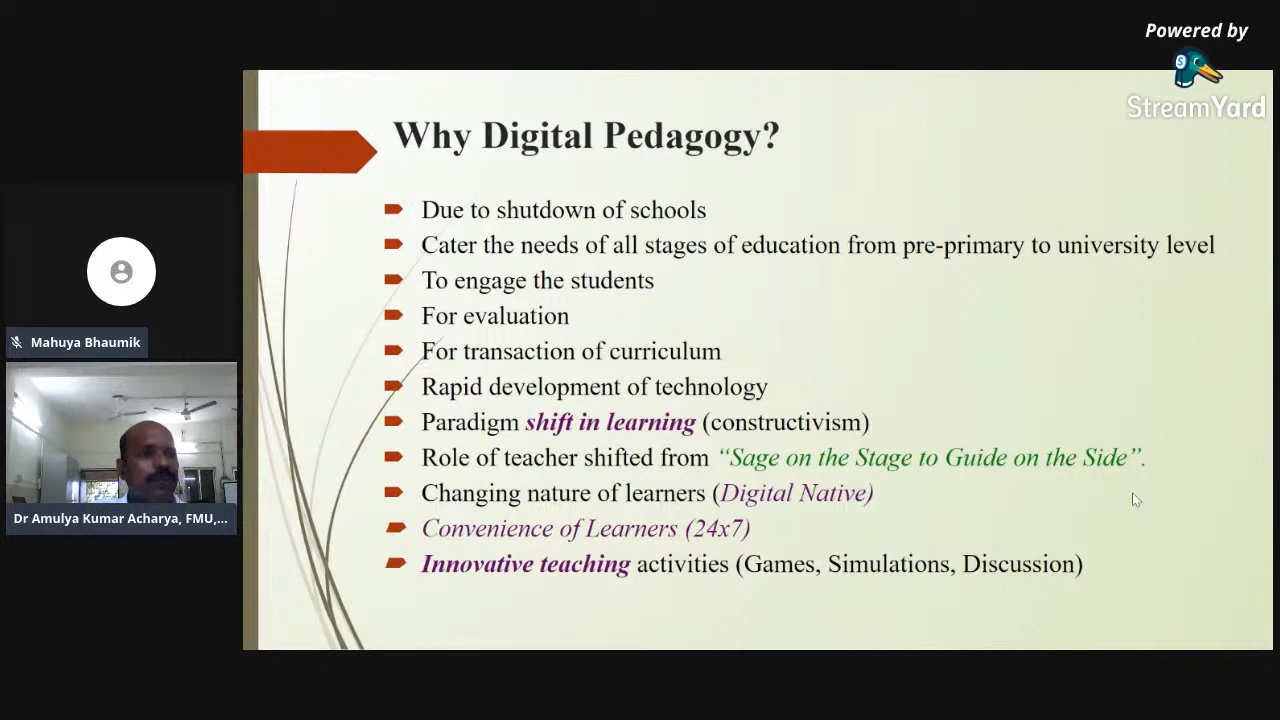 Powered by
StreamYard
Why Digital Pedagogy?
Due to shutdown of schools
Cater the needs of all stages of education from pre-primary to university level
To engage the students
For evaluation
For transaction of curriculum
Rapid development of technology
Paradigm shift in learning (constructivism)
Role of teacher shifted from “Sage on the Stage to Guide on the Side”.
Changing nature of learners (Digital Native)
Convenience of Learners (24x7)
Innovative teaching activities (Games, Simulations, Discussion)
Mahuya Bhaumik
Dr Amulya Kumar Acharya, FMU,...